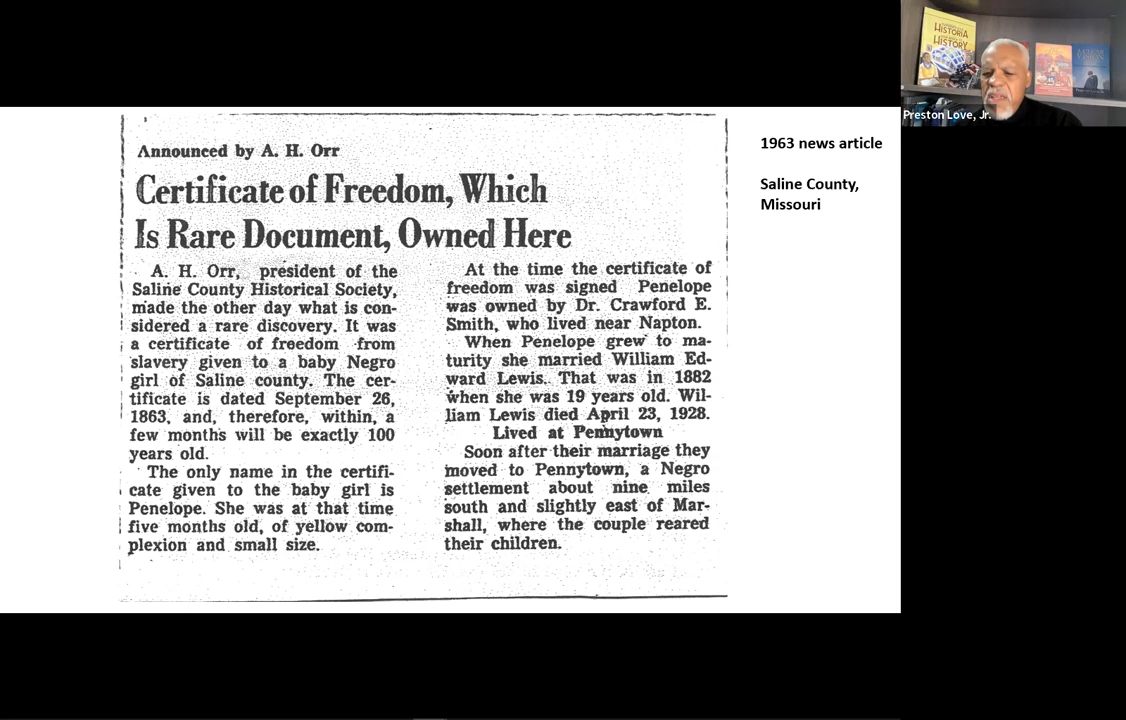 Announced by A. H. Orr
Certificate of Freedom, Which
Is Rare Document, Owned Here
A. H. Orr, president of the
Saline County Historical Society,
made the other day what is con-
sidered a rare discovery. It was
a certificate of freedom from
slavery given to a baby Negro
girl of Saline county. The cer-
tificate is dated September 26,
1863, and, therefore, within, a
few months will be exactly 100
years old.
The only name in the certifi-
cate given to the baby girl is
Penelope. She was at that time
five months old, of yellow com-
plexion and small size.
At the time the certificate of
freedom was signed Penelope
was owned by Dr. Crawford E.
Smith, who lived near Napton.
When Penelope grew to ma-
turity she married William Ed-
ward Lewis. That was in 1882
when she was 19 years old. Wil-
liam Lewis died April 23, 1928.
Lived at Pennytown
Soon after their marriage they
moved to Pennytown, a Negro
settlement about nine miles
south and slightly east of Mar-
shall, where the couple reared
their children.
1963 news article
Saline County,
Missouri
HISTORIA
HISTORY
Preston Love, Jr.